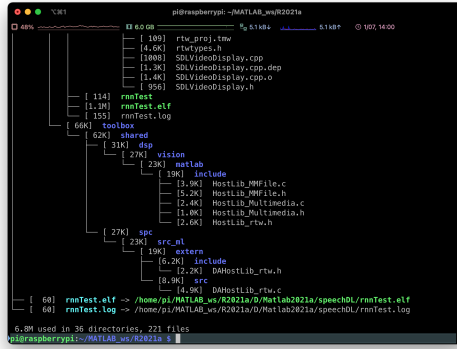 ⌥⌘1 pi@raspberrypi: ~/MATLAB_ws/R2021a
48% 6.0 GB 5.1 kB↓ 5.1 kB↑ 1/07, 14:00
├── [ 109] rtw_proj.tmw
├── [4.6K] rtwtypes.h
├── [1008] SDLVideoDisplay.cpp
├── [1.3K] SDLVideoDisplay.cpp.dep
├── [1.4K] SDLVideoDisplay.cpp.o
└── [ 956] SDLVideoDisplay.h
├── [ 114] rnnTest
├── [1.1M] rnnTest.elf
└── [ 155] rnnTest.log
└── [ 66K] toolbox
└── [ 62K] shared
├── [ 31K] dsp
└── [ 27K] vision
└── [ 23K] matlab
└── [ 19K] include
├── [3.9K] HostLib_MMFile.c
├── [5.2K] HostLib_MMFile.h
├── [2.4K] HostLib_Multimedia.c
├── [1.0K] HostLib_Multimedia.h
└── [2.6K] HostLib_rtw.h
└── [ 27K] spc
└── [ 23K] src_ml
└── [ 19K] extern
├── [6.2K] include
└── [2.2K] DAHostLib_rtw.h
└── [8.9K] src
└── [4.9K] DAHostLib_rtw.c
├── [ 60] rnnTest.elf -> /home/pi/MATLAB_ws/R2021a/D/Matlab2021a/speechDL/rnnTest.elf
└── [ 60] rnnTest.log -> /home/pi/MATLAB_ws/R2021a/D/Matlab2021a/speechDL/rnnTest.log
6.8M used in 36 directories, 221 files
pi@raspberrypi:~/MATLAB_ws/R2021a $